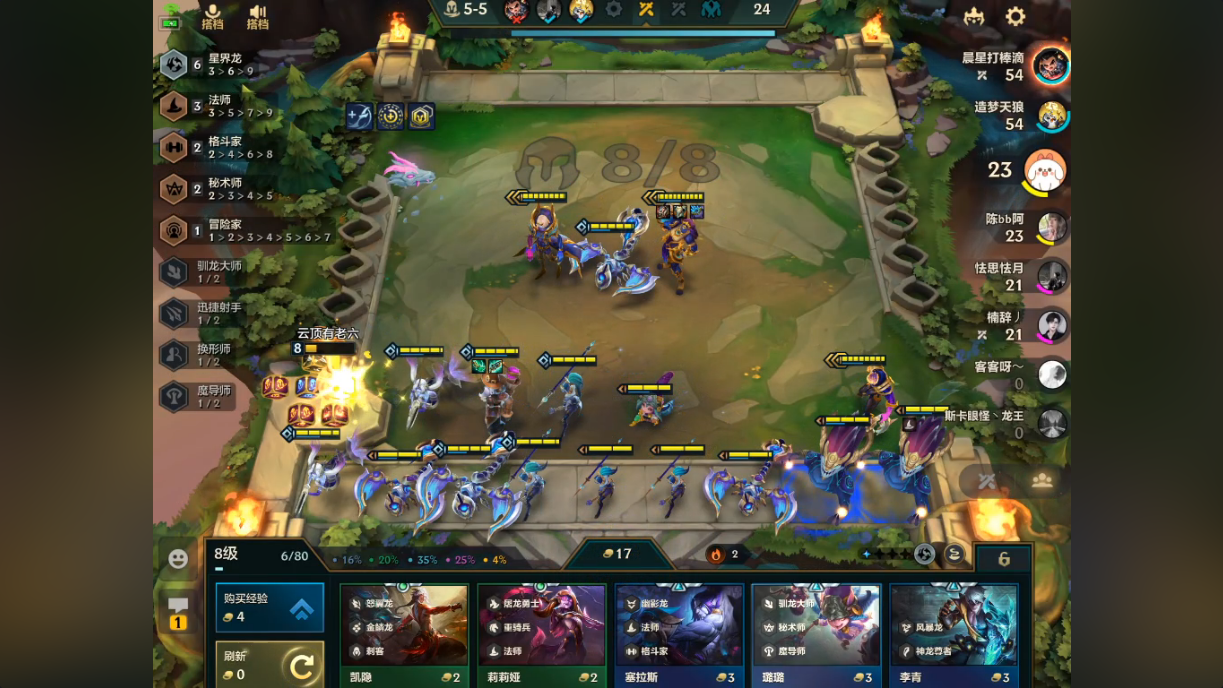 搭档
搭档
5-5
24
6 星界龙
3 > 6 > 9
3 法师
3 > 5 > 7 > 9
2 格斗家
2 > 4 > 6 > 8
2 秘术师
2 > 3 > 4 > 5
1 冒险家
1 > 2 > 3 > 4 > 5 > 6 > 7
驯龙大师
1 / 2
迅捷射手
1 / 2
换形师
1 / 2
魔导师
1 / 2
8/8
云顶有老六
8
晨星打棒滴
54
造梦天狼
54
23
陈bb阿
23
怯思怯月
21
楠辞丿
21
客客呀～
0
斯卡眼怪丶龙王
0
8级
6/80
16%
20%
35%
25%
4%
17
2
1
购买经验
4
刷新
0
怒翼龙
金鳞龙
刺客
凯隐
2
屠龙勇士
重骑兵
法师
莉莉娅
2
幽影龙
法师
格斗家
塞拉斯
3
驯龙大师
秘术师
魔导师
璐璐
3
风暴龙
神龙尊者
李青
3